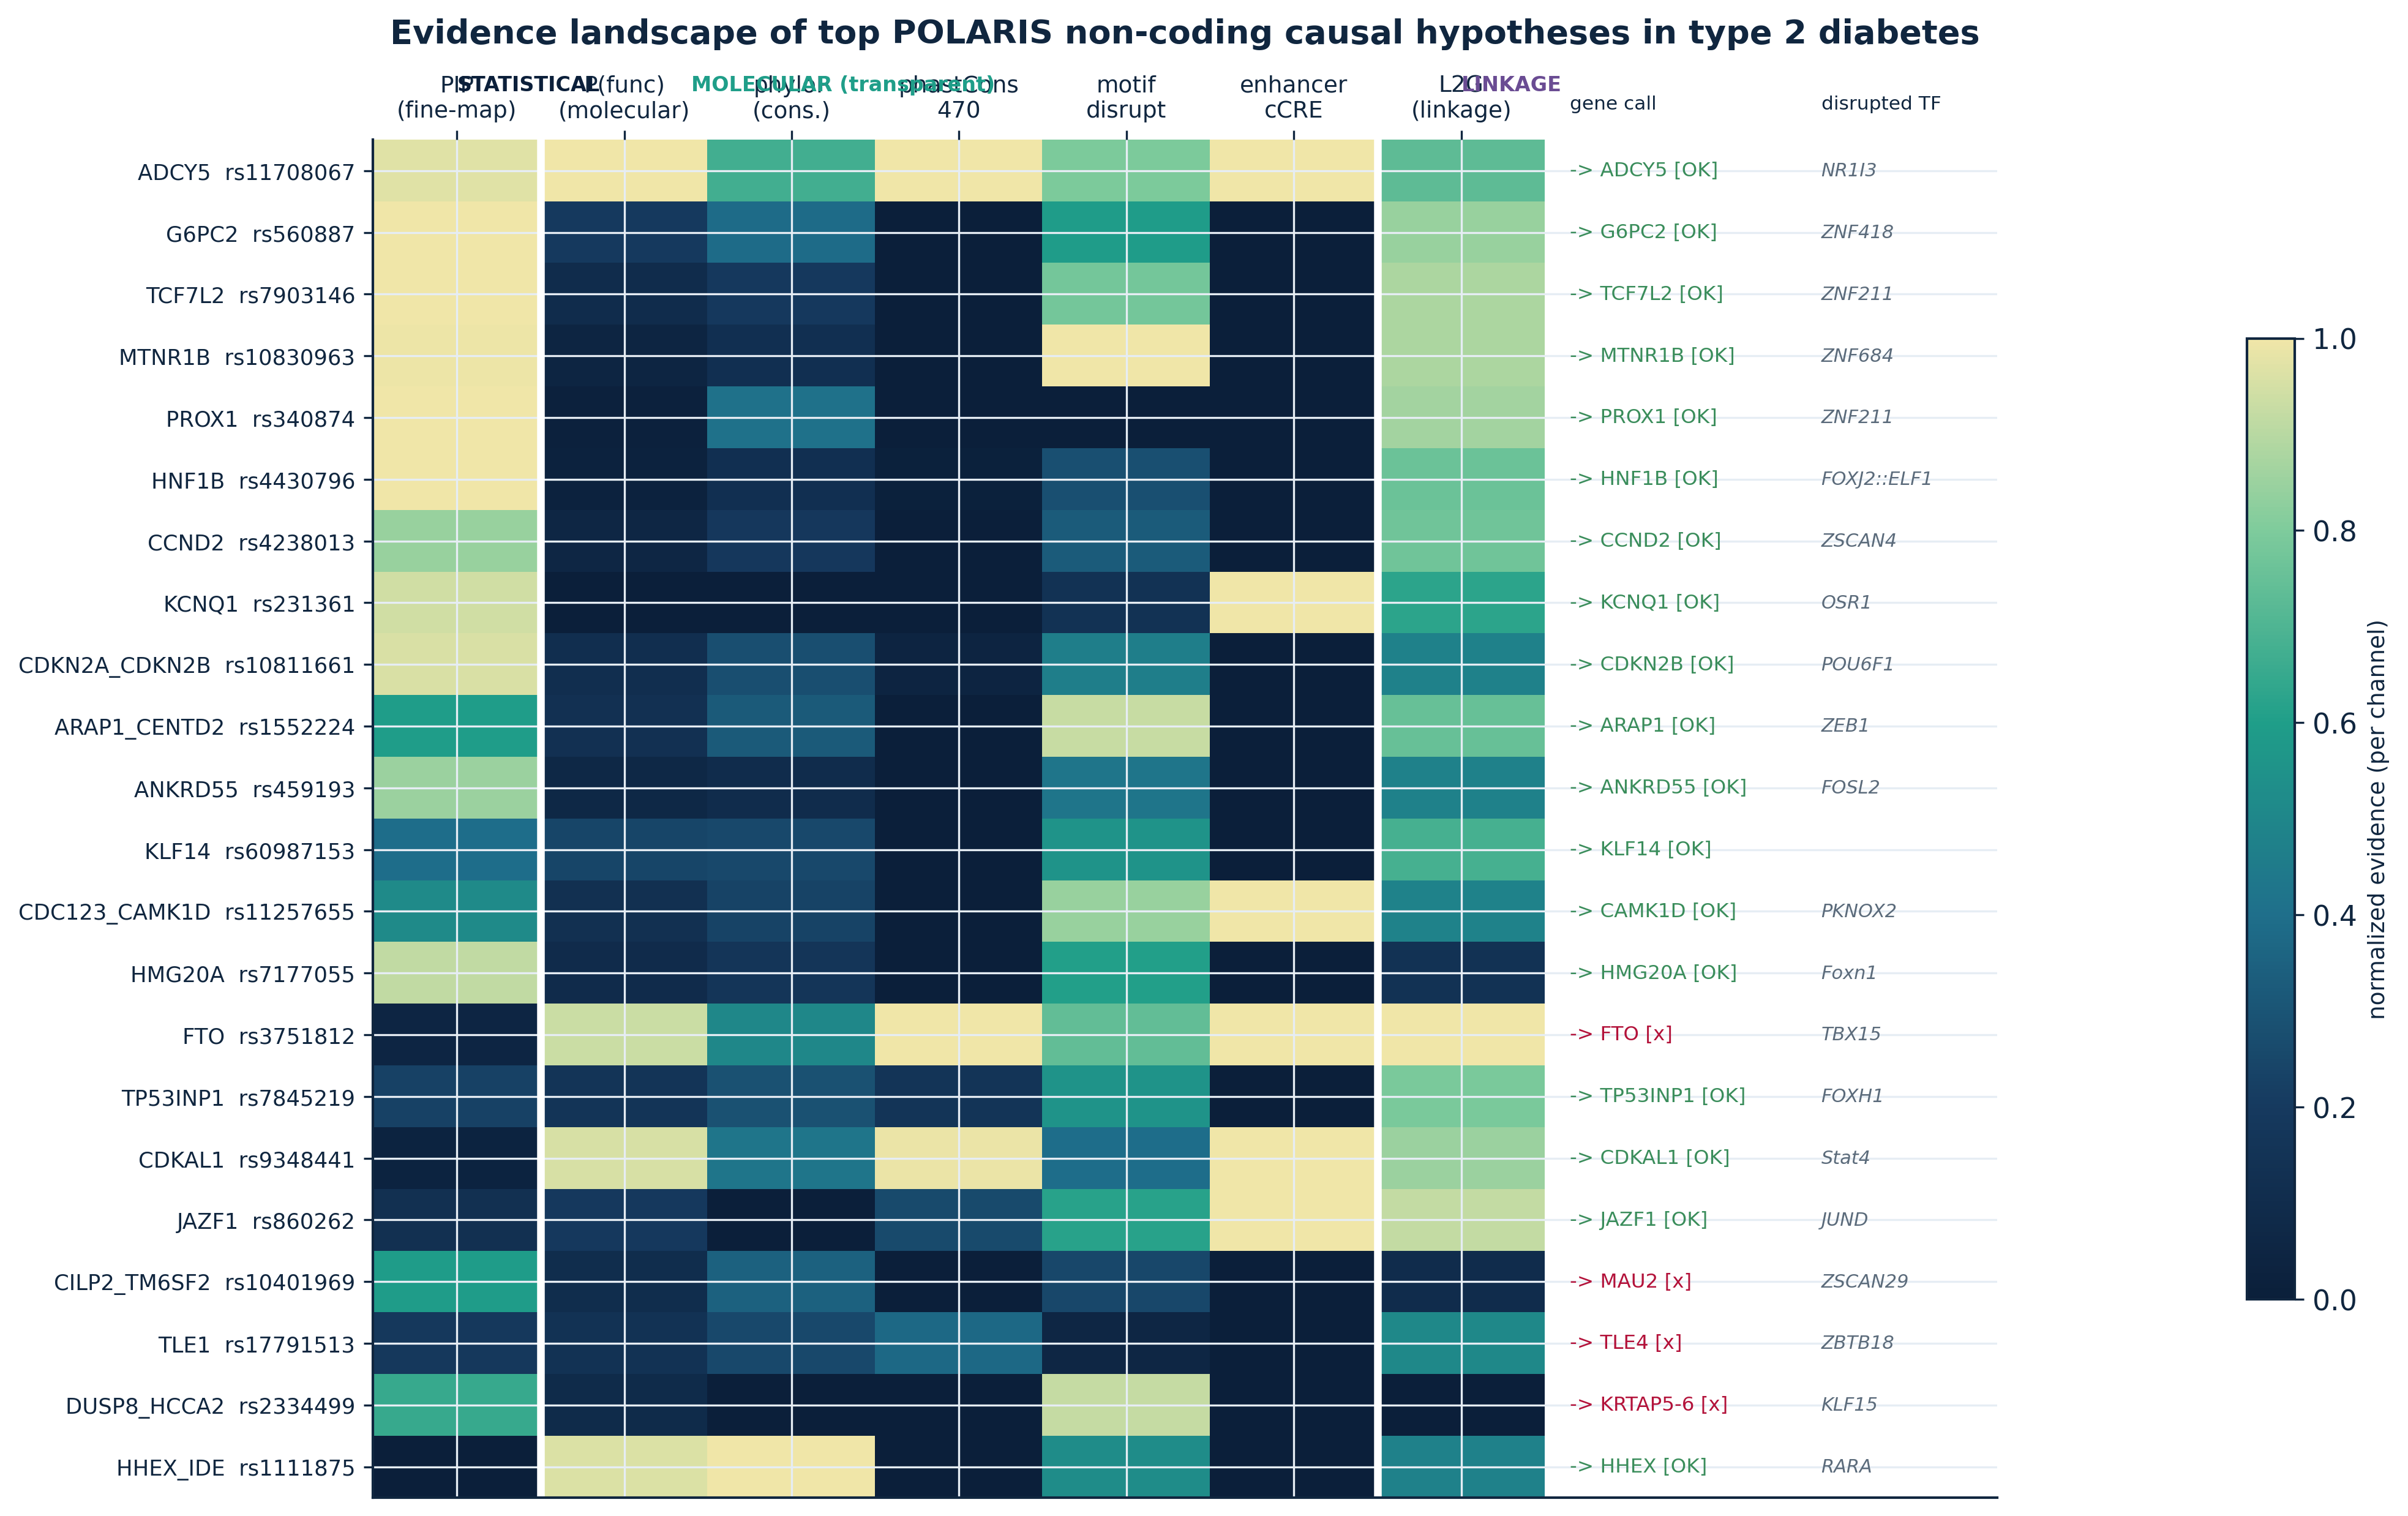 Evidence landscape of top POLARIS non-coding causal hypotheses in type 2 diabetes
STATISTICAL
MOLECULAR (transparent)
LINKAGE
PIP
(fine-map)
P(func)
(molecular)
phyloP
(cons.)
phastCons
470
motif
disrupt
enhancer
cCRE
L2G
(linkage)
gene call
disrupted TF
ADCY5 rs11708067 -> ADCY5 [OK] NR1I3
G6PC2 rs560887 -> G6PC2 [OK] ZNF418
TCF7L2 rs7903146 -> TCF7L2 [OK] ZNF211
MTNR1B rs10830963 -> MTNR1B [OK] ZNF684
PROX1 rs340874 -> PROX1 [OK] ZNF211
HNF1B rs4430796 -> HNF1B [OK] FOXJ2::ELF1
CCND2 rs4238013 -> CCND2 [OK] ZSCAN4
KCNQ1 rs231361 -> KCNQ1 [OK] OSR1
CDKN2A_CDKN2B rs10811661 -> CDKN2B [OK] POU6F1
ARAP1_CENTD2 rs1552224 -> ARAP1 [OK] ZEB1
ANKRD55 rs459193 -> ANKRD55 [OK] FOSL2
KLF14 rs60987153 -> KLF14 [OK]
CDC123_CAMK1D rs11257655 -> CAMK1D [OK] PKNOX2
HMG20A rs7177055 -> HMG20A [OK] Foxn1
FTO rs3751812 -> FTO [x] TBX15
TP53INP1 rs7845219 -> TP53INP1 [OK] FOXH1
CDKAL1 rs9348441 -> CDKAL1 [OK] Stat4
JAZF1 rs860262 -> JAZF1 [OK] JUND
CILP2_TM6SF2 rs10401969 -> MAU2 [x] ZSCAN29
TLE1 rs17791513 -> TLE4 [x] ZBTB18
DUSP8_HCCA2 rs2334499 -> KRTAP5-6 [x] KLF15
HHEX_IDE rs1111875 -> HHEX [OK] RARA
1.0
0.8
0.6
0.4
0.2
0.0
normalized evidence (per channel)